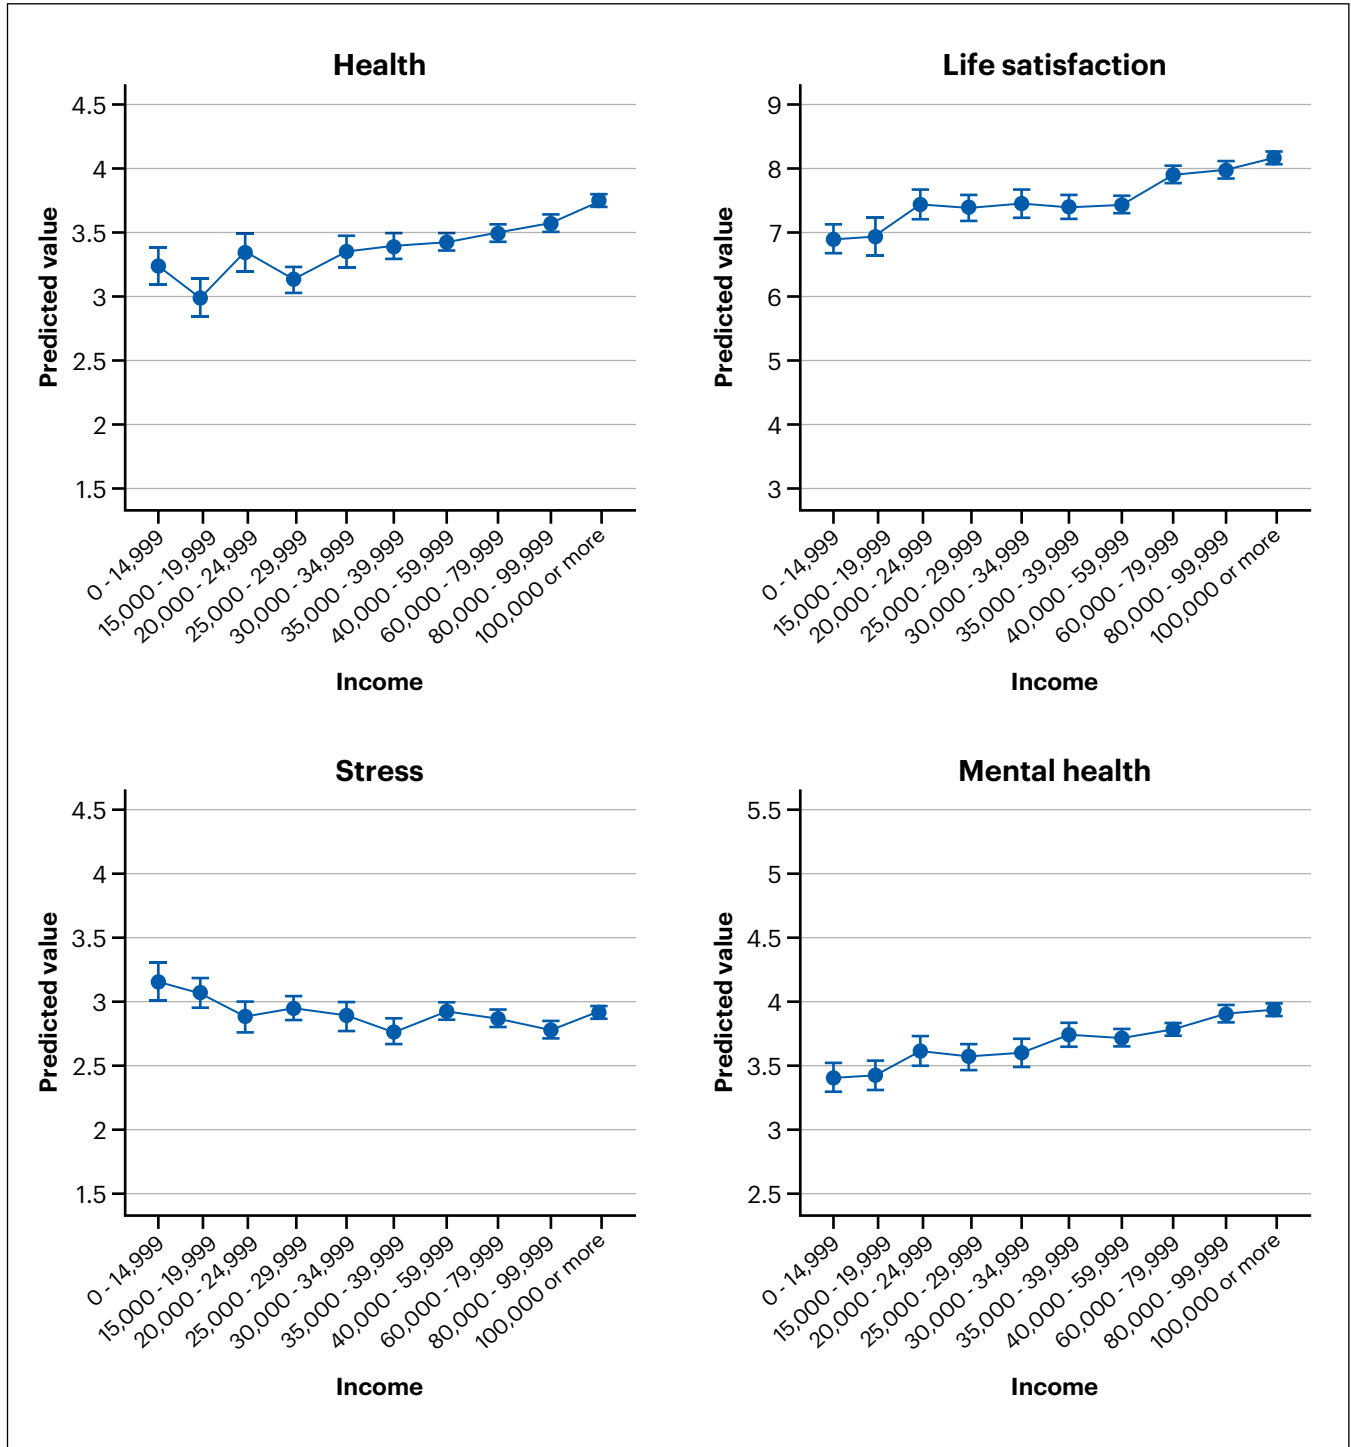 Health
4.5
4
3.5
3
2.5
2
1.5
Predicted value
0 - 14,999
15,000 - 19,999
20,000 - 24,999
25,000 - 29,999
30,000 - 34,999
35,000 - 39,999
40,000 - 59,999
60,000 - 79,999
80,000 - 99,999
100,000 or more
Income
Life satisfaction
9
8
7
6
5
4
3
Predicted value
0 - 14,999
15,000 - 19,999
20,000 - 24,999
25,000 - 29,999
30,000 - 34,999
35,000 - 39,999
40,000 - 59,999
60,000 - 79,999
80,000 - 99,999
100,000 or more
Income
Stress
4.5
4
3.5
3
2.5
2
1.5
Predicted value
0 - 14,999
15,000 - 19,999
20,000 - 24,999
25,000 - 29,999
30,000 - 34,999
35,000 - 39,999
40,000 - 59,999
60,000 - 79,999
80,000 - 99,999
100,000 or more
Income
Mental health
5.5
5
4.5
4
3.5
3
2.5
Predicted value
0 - 14,999
15,000 - 19,999
20,000 - 24,999
25,000 - 29,999
30,000 - 34,999
35,000 - 39,999
40,000 - 59,999
60,000 - 79,999
80,000 - 99,999
100,000 or more
Income